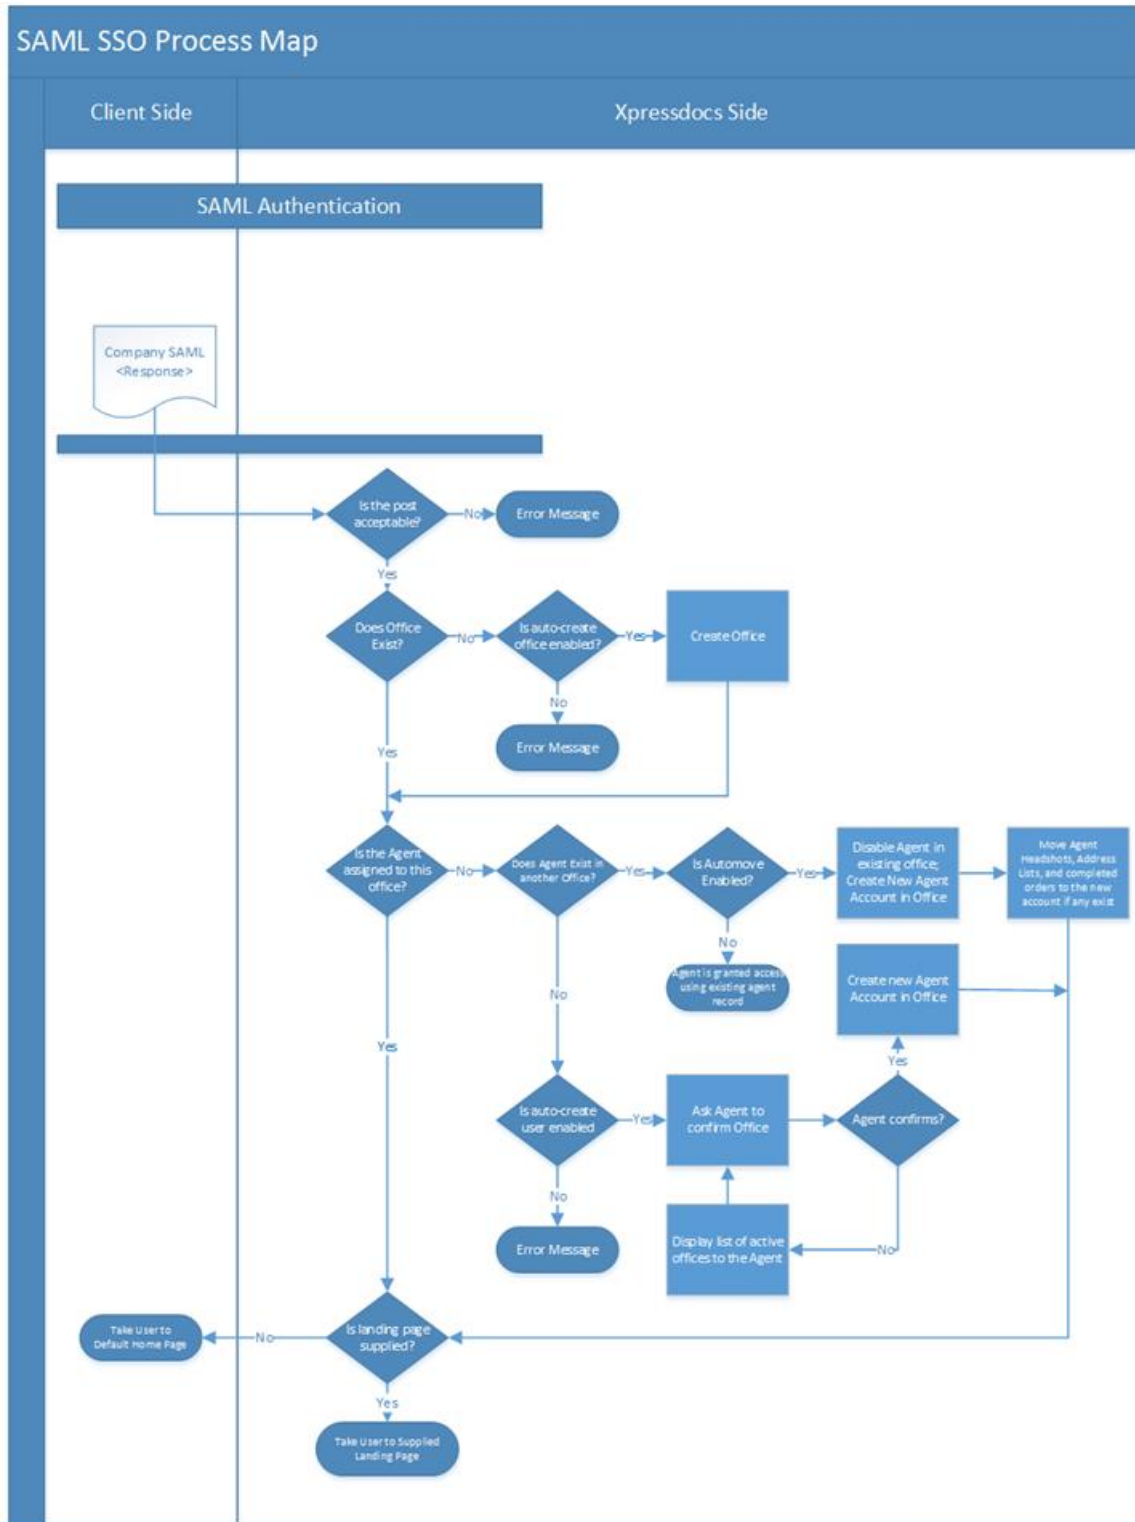 SAML SSO Process Map
Client Side
Xpressdocs Side
SAML Authentication
Company SAML
<Response>
Is the post
acceptable?
No
Error Message
Yes
Does Office
Exist?
No
Is auto-create
office enabled?
Yes
Create Office
No
Error Message
Yes
Is the Agent
assigned to this
office?
No
Does Agent Exist in
another Office?
Yes
Is Automove
Enabled?
Yes
Disable Agent in
existing office;
Create New Agent
Account in Office
Move Agent
Headshots, Address
Lists, and completed
orders to the new
account if any exist
No
Agent is granted access
using existing agent
record
Create new Agent
Account in Office
No
Yes
Yes
Is auto-create
user enabled
Yes
Ask Agent to
confirm Office
Agent confirms?
No
Error Message
Display list of active
offices to the Agent
No
Take User to
Default Home Page
No
Is landing page
supplied?
Yes
Take User to Supplied
Landing Page